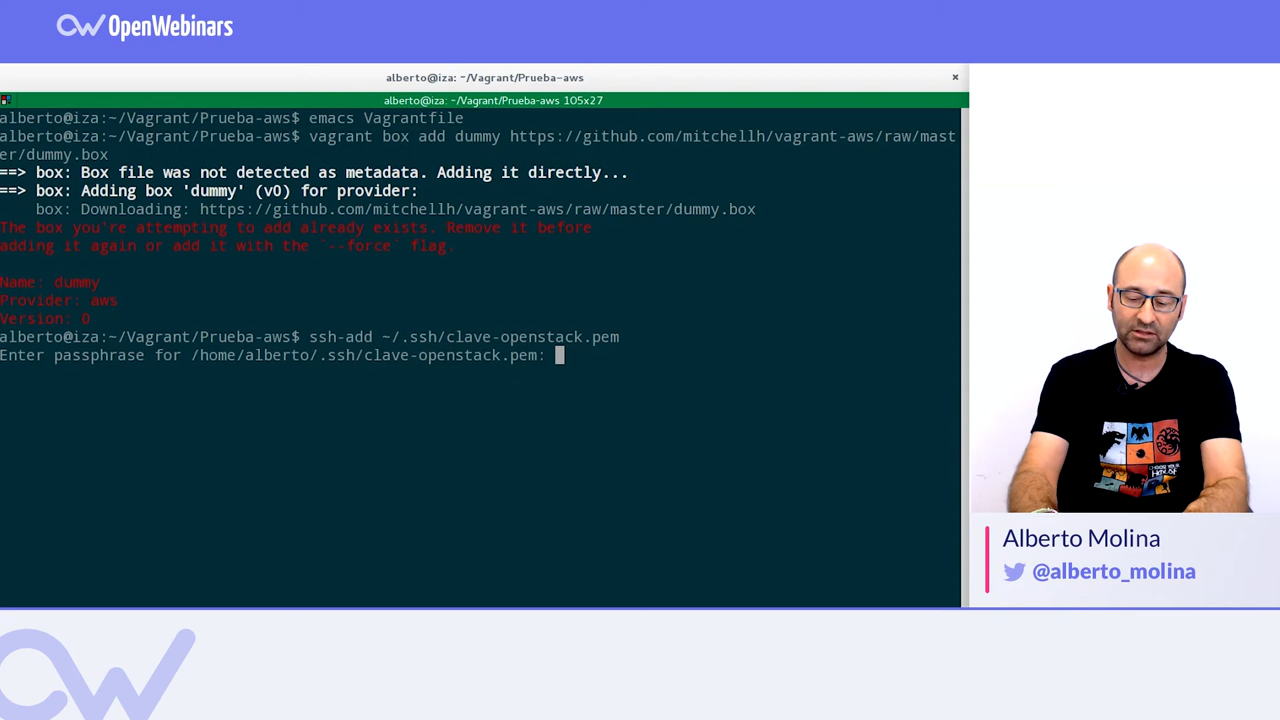 OpenWebinars
alberto@iza: ~/Vagrant/Prueba-aws
×
alberto@iza: ~/Vagrant/Prueba-aws 105x27
alberto@iza:~/Vagrant/Prueba-aws$ emacs Vagrantfile
alberto@iza:~/Vagrant/Prueba-aws$ vagrant box add dummy https://github.com/mitchellh/vagrant-aws/raw/mast
er/dummy.box
==> box: Box file was not detected as metadata. Adding it directly...
==> box: Adding box 'dummy' (v0) for provider:
box: Downloading: https://github.com/mitchellh/vagrant-aws/raw/master/dummy.box
The box you're attempting to add already exists. Remove it before
adding it again or add it with the `--force` flag.
Name: dummy
Provider: aws
Version: 0
alberto@iza:~/Vagrant/Prueba-aws$ ssh-add ~/.ssh/clave-openstack.pem
Enter passphrase for /home/alberto/.ssh/clave-openstack.pem:
Alberto Molina
@alberto_molina